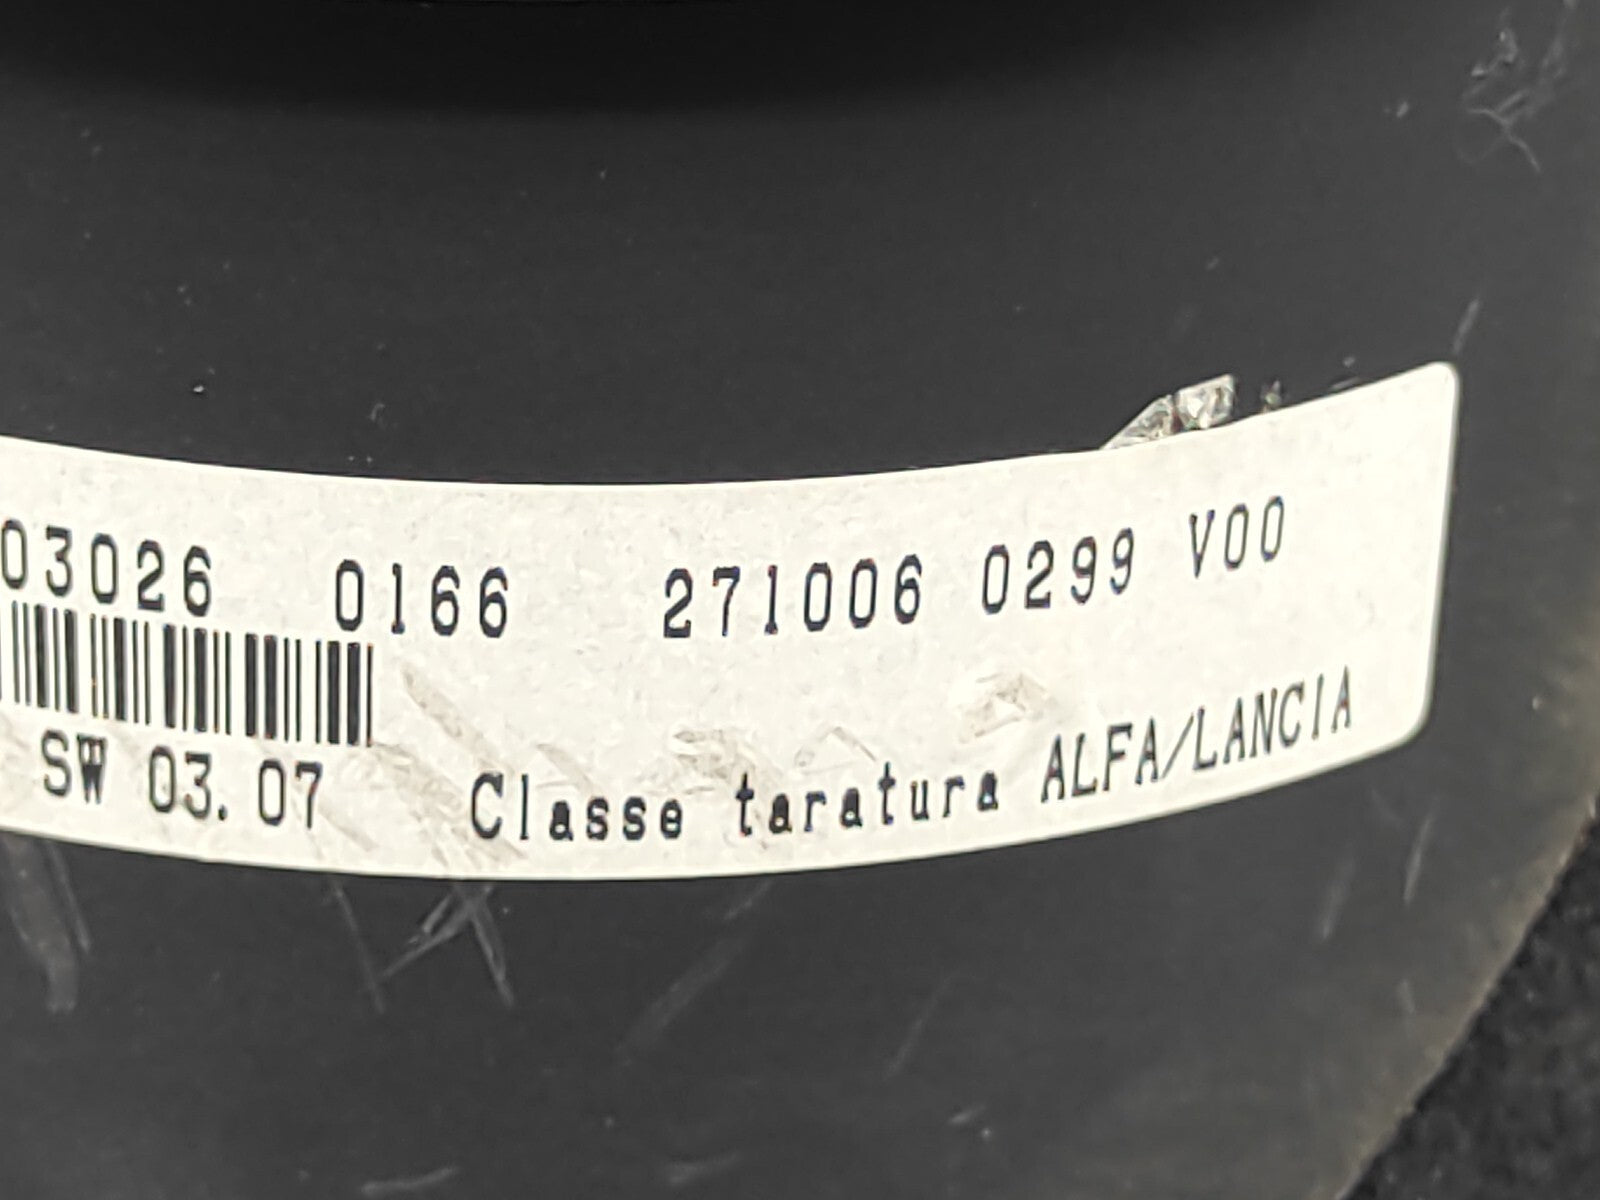 03026 0166 271006 0299 V00
SW 03.07 Classe taratura ALFA/LANCIA